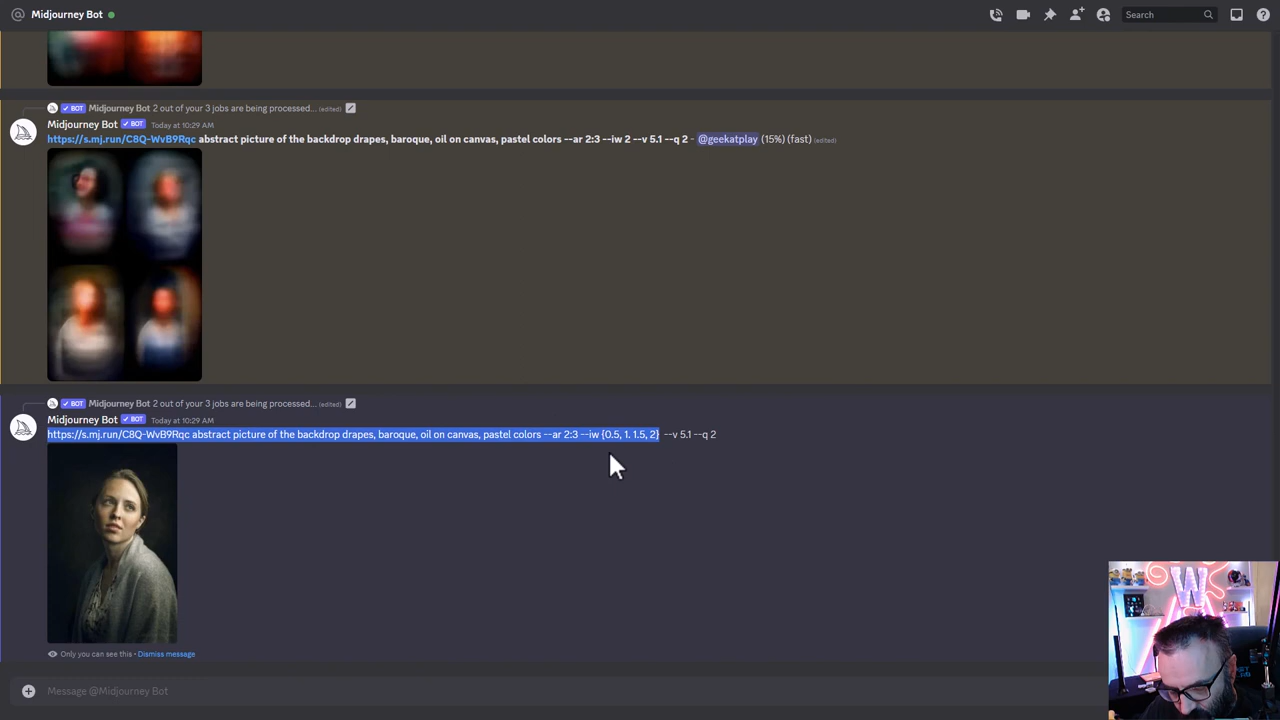 Midjourney Bot
Search
BOT Midjourney Bot 2 out of your 3 jobs are being processed... (edited)
Midjourney Bot BOT Today at 10:29 AM
https://s.mj.run/C8Q-WvB9Rqc abstract picture of the backdrop drapes, baroque, oil on canvas, pastel colors --ar 2:3 --iw 2 --v 5.1 --q 2 - @geekatplay (15%) (fast) (edited)
BOT Midjourney Bot 2 out of your 3 jobs are being processed... (edited)
Midjourney Bot BOT Today at 10:29 AM
https://s.mj.run/C8Q-WvB9Rqc abstract picture of the backdrop drapes, baroque, oil on canvas, pastel colors --ar 2:3 --iw {0.5, 1. 1.5, 2} --v 5.1 --q 2
Only you can see this • Dismiss message
Message @Midjourney Bot
W